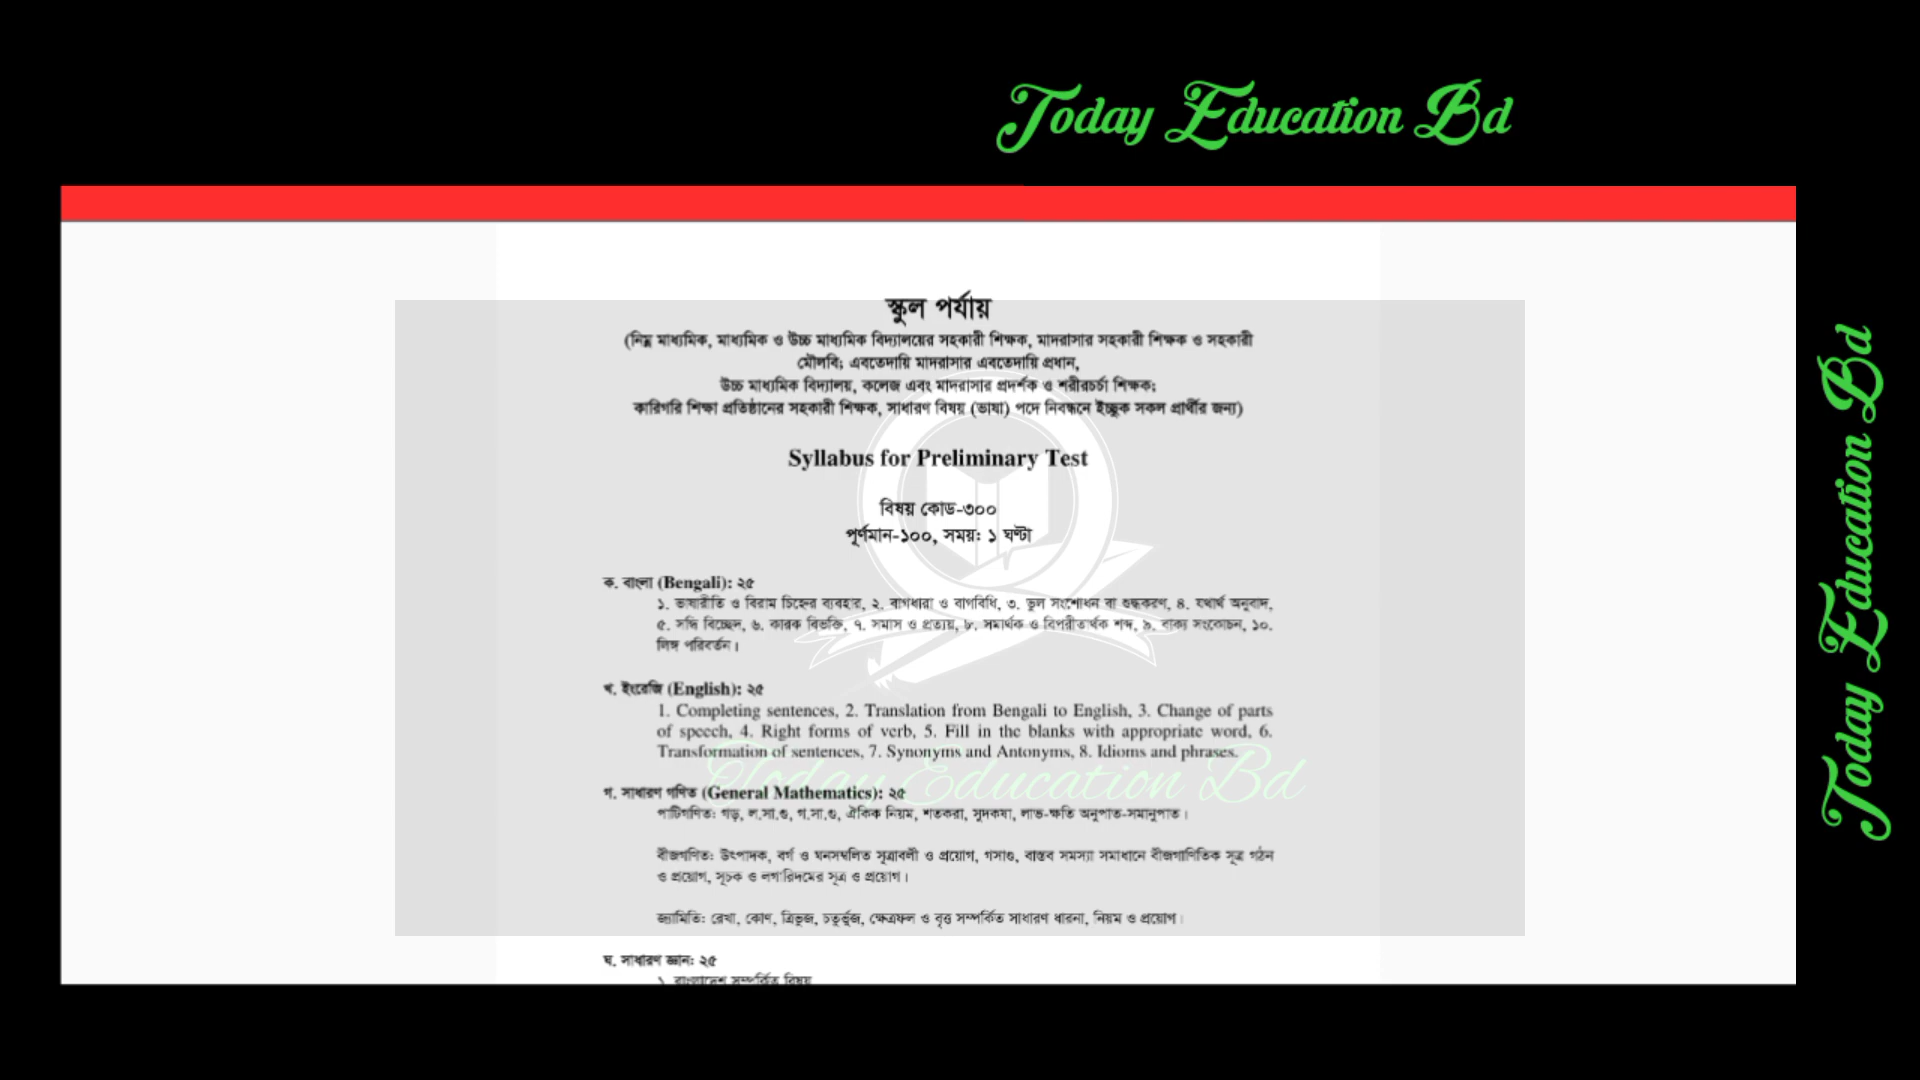 Today Education Bd
স্কুল পর্যায়
(নিম্ন মাধ্যমিক, মাধ্যমিক ও উচ্চ মাধ্যমিক বিদ্যালয়ের সহকারী শিক্ষক, মাদরাসার সহকারী শিক্ষক ও সহকারী
মৌলবি; এবতেদায়ি মাদরাসার এবতেদায়ি প্রধান,
উচ্চ মাধ্যমিক বিদ্যালয়, কলেজ এবং মাদরাসার প্রদর্শক ও শরীরচর্চা শিক্ষক;
কারিগরি শিক্ষা প্রতিষ্ঠানের সহকারী শিক্ষক, সাধারণ বিষয় (ভাষা) পদে নিবন্ধনে ইচ্ছুক সকল প্রার্থীর জন্য)
Syllabus for Preliminary Test
বিষয় কোড-৩০০
পূর্ণমান-১০০, সময়: ১ ঘণ্টা
ক. বাংলা (Bengali): ২৫
১. ভাষারীতি ও বিরাম চিহ্নের ব্যবহার, ২. বাগধারা ও বাগবিধি, ৩. ভুল সংশোধন বা শুদ্ধকরণ, ৪. যথার্থ অনুবাদ,
৫. সন্ধি বিচ্ছেদ, ৬. কারক বিভক্তি, ৭. সমাস ও প্রত্যয়, ৮. সমার্থক ও বিপরীতার্থক শব্দ, ৯. বাক্য সংকোচন, ১০.
লিঙ্গ পরিবর্তন।
খ. ইংরেজি (English): ২৫
1. Completing sentences, 2. Translation from Bengali to English, 3. Change of parts
of speech, 4. Right forms of verb, 5. Fill in the blanks with appropriate word, 6.
Transformation of sentences, 7. Synonyms and Antonyms, 8. Idioms and phrases.
Today Education Bd
গ. সাধারণ গণিত (General Mathematics): ২৫
পাটিগণিত: গড়, ল.সা.গু, গ.সা.গু, ঐকিক নিয়ম, শতকরা, সুদকষা, লাভ-ক্ষতি অনুপাত-সমানুপাত।
বীজগণিত: উৎপাদক, বর্গ ও ঘনসম্বলিত সূত্রাবলী ও প্রয়োগ, গসাগু, বাস্তব সমস্যা সমাধানে বীজগাণিতিক সূত্র গঠন
ও প্রয়োগ, সূচক ও লগারিদমের সূত্র ও প্রয়োগ।
জ্যামিতি: রেখা, কোণ, ত্রিভুজ, চতুর্ভুজ, ক্ষেত্রফল ও বৃত্ত সম্পর্কিত সাধারণ ধারনা, নিয়ম ও প্রয়োগ।
ঘ. সাধারণ জ্ঞান: ২৫
১. বাংলাদেশ সম্পর্কিত বিষয়
Today Education Bd